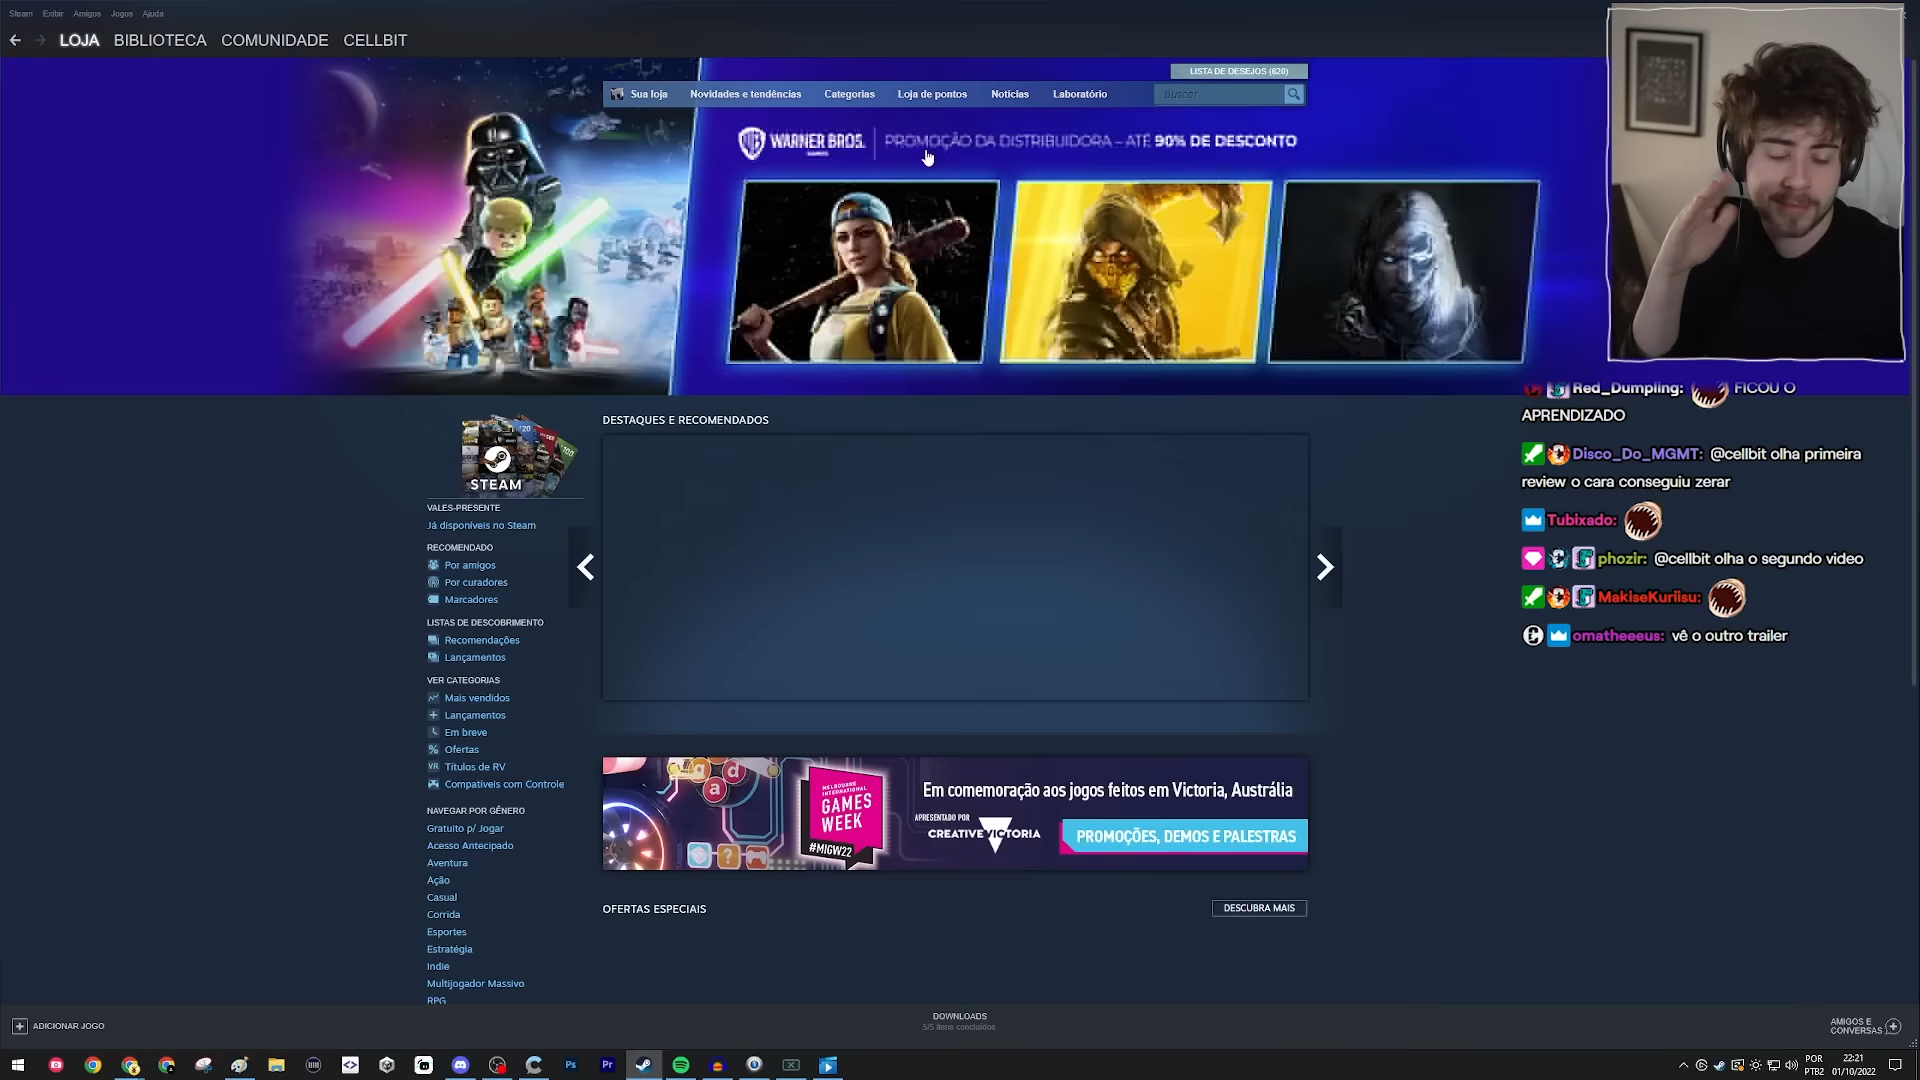 Steam Exibir Amigos Jogos Ajuda
LOJA BIBLIOTECA COMUNIDADE CELLBIT
LISTA DE DESEJOS (620)
Sua loja Novidades e tendências Categorias Loja de pontos Notícias Laboratório Buscar
WARNER BROS. GAMES PROMOÇÃO DA DISTRIBUIDORA – ATÉ 90% DE DESCONTO
STEAM
VALES-PRESENTE
Já disponíveis no Steam
RECOMENDADO
Por amigos
Por curadores
Marcadores
LISTAS DE DESCOBRIMENTO
Recomendações
Lançamentos
VER CATEGORIAS
Mais vendidos
Lançamentos
Em breve
Ofertas
VR Títulos de RV
Compatíveis com Controle
NAVEGAR POR GÊNERO
Gratuito p/ Jogar
Acesso Antecipado
Aventura
Ação
Casual
Corrida
Esportes
Estratégia
Indie
Multijogador Massivo
RPG
DESTAQUES E RECOMENDADOS
MELBOURNE
INTERNATIONAL
GAMES
WEEK
#MIGW22
Em comemoração aos jogos feitos em Victoria, Austrália
APRESENTADO POR
CREATIVE VICTORIA
PROMOÇÕES, DEMOS E PALESTRAS
OFERTAS ESPECIAIS
DESCUBRA MAIS
Red_Dumpling: FICOU O
APRENDIZADO
Disco_Do_MGMT: @cellbit olha primeira
review o cara conseguiu zerar
Tubixado:
phozir: @cellbit olha o segundo video
MakiseKuriisu:
omatheeeus: vê o outro trailer
ADICIONAR JOGO
DOWNLOADS
5/5 itens concluídos
AMIGOS E
CONVERSAS
Ps Pr
POR
PTB2
22:21
01/10/2022